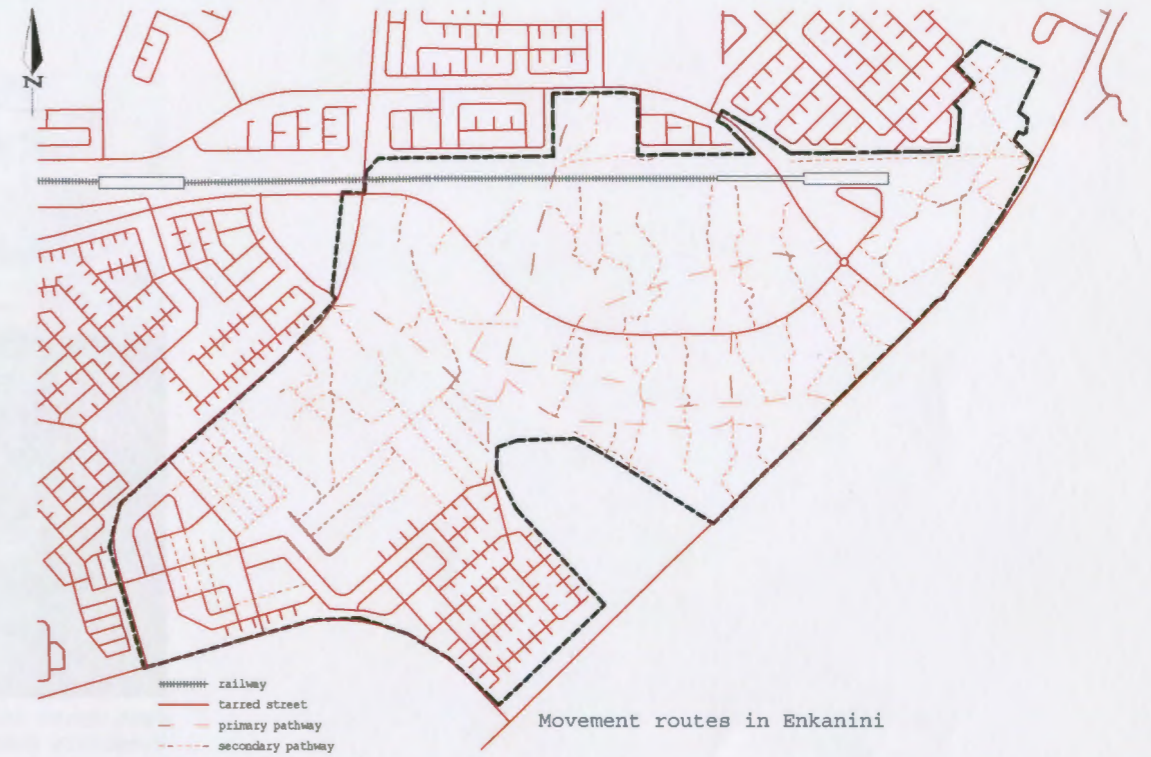 N
railway
tarred street
primary pathway
secondary pathway
Movement routes in Enkanini